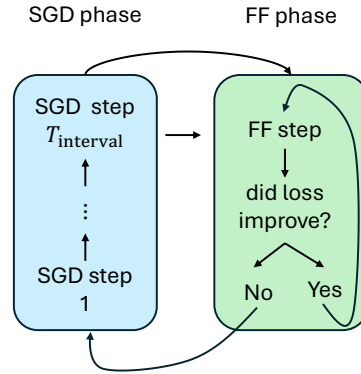 SGD phase
FF phase
SGD step
T_interval
⋮
SGD step
1
FF step
did loss
improve?
No
Yes